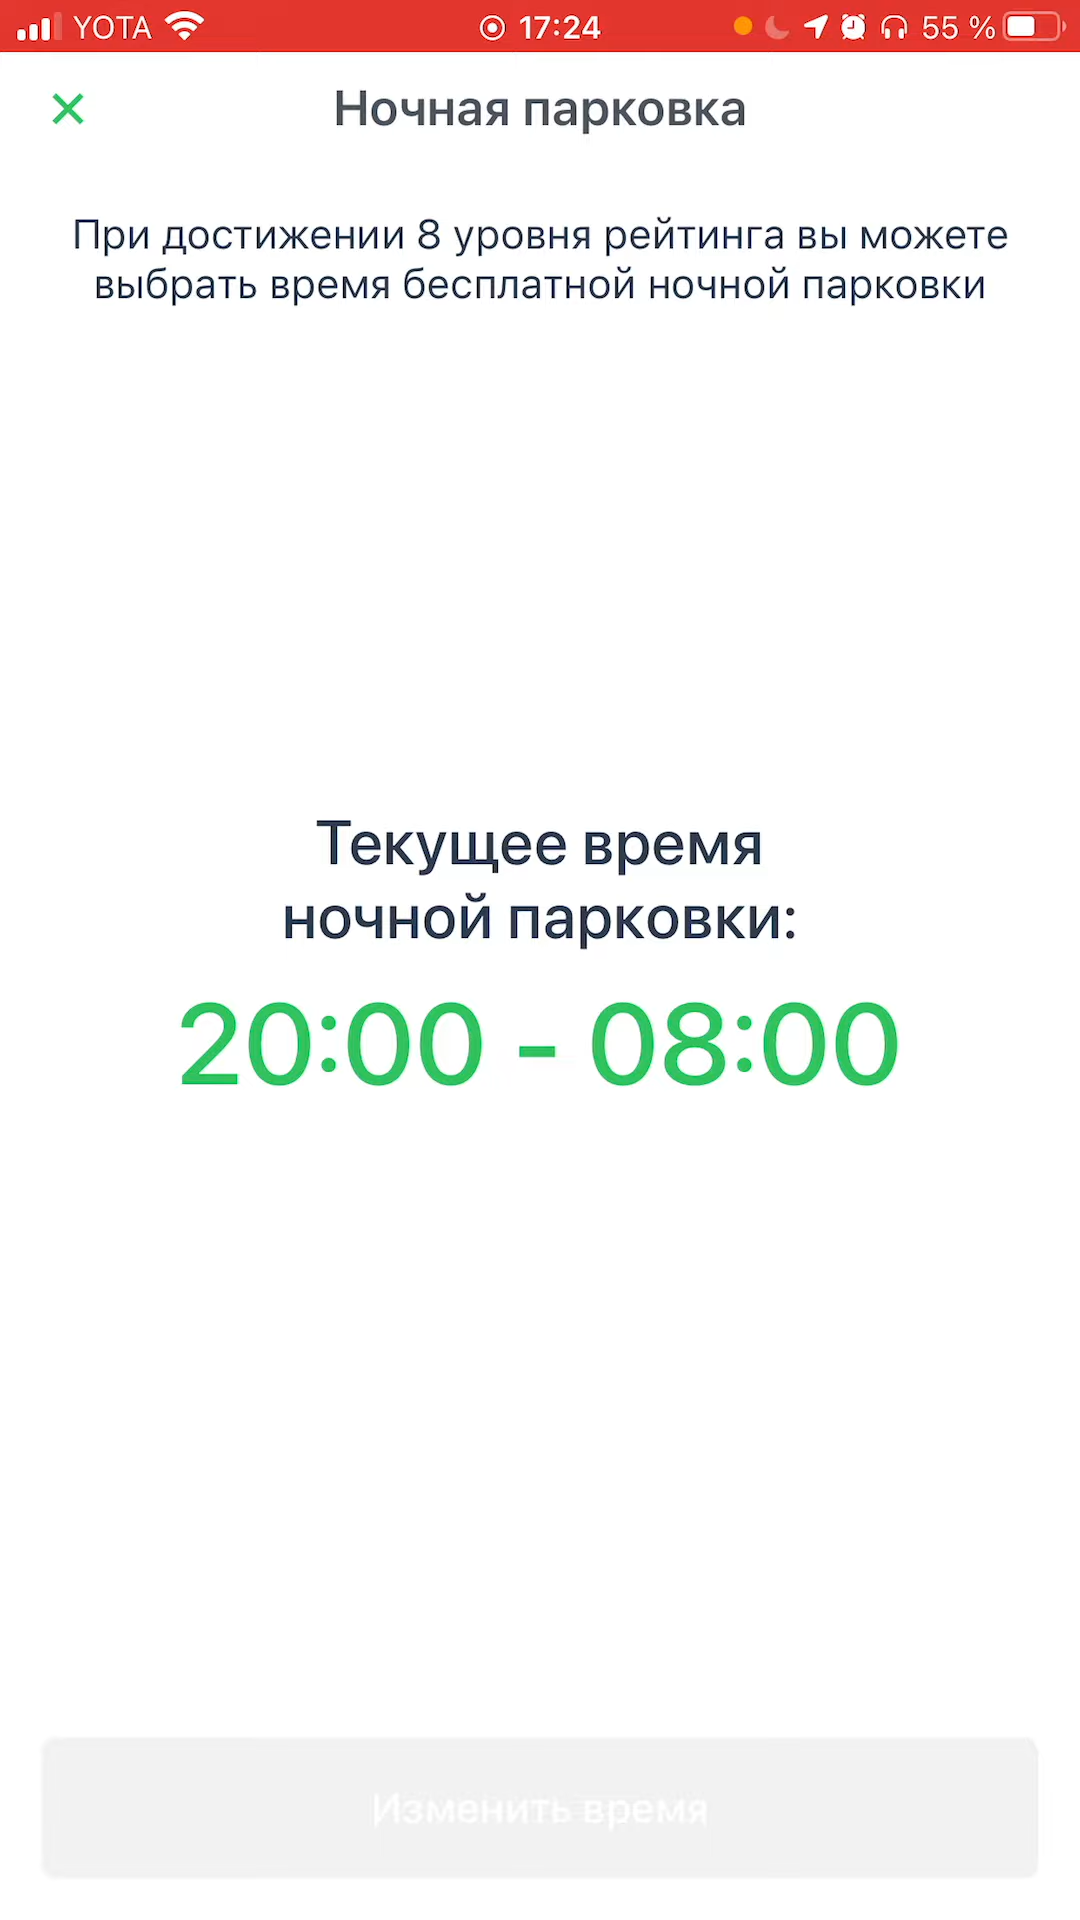 YOTA 17:24 55 %
Ночная парковка
При достижении 8 уровня рейтинга вы можете
выбрать время бесплатной ночной парковки
Текущее время
ночной парковки:
20:00 - 08:00
Изменить время